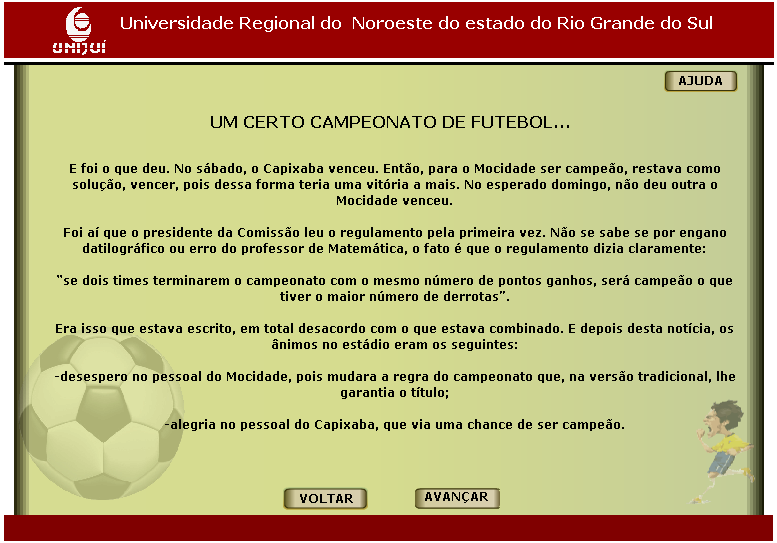 Universidade Regional do Noroeste do estado do Rio Grande do Sul
UNIJUÍ
AJUDA
UM CERTO CAMPEONATO DE FUTEBOL...
E foi o que deu. No sábado, o Capixaba venceu. Então, para o Mocidade ser campeão, restava como
solução, vencer, pois dessa forma teria uma vitória a mais. No esperado domingo, não deu outra o
Mocidade venceu.
Foi aí que o presidente da Comissão leu o regulamento pela primeira vez. Não se sabe se por engano
datilográfico ou erro do professor de Matemática, o fato é que o regulamento dizia claramente:
"se dois times terminarem o campeonato com o mesmo número de pontos ganhos, será campeão o que
tiver o maior número de derrotas".
Era isso que estava escrito, em total desacordo com o que estava combinado. E depois desta notícia, os
ânimos no estádio eram os seguintes:
-desespero no pessoal do Mocidade, pois mudara a regra do campeonato que, na versão tradicional, lhe
garantia o título;
-alegria no pessoal do Capixaba, que via uma chance de ser campeão.
VOLTAR
AVANÇAR